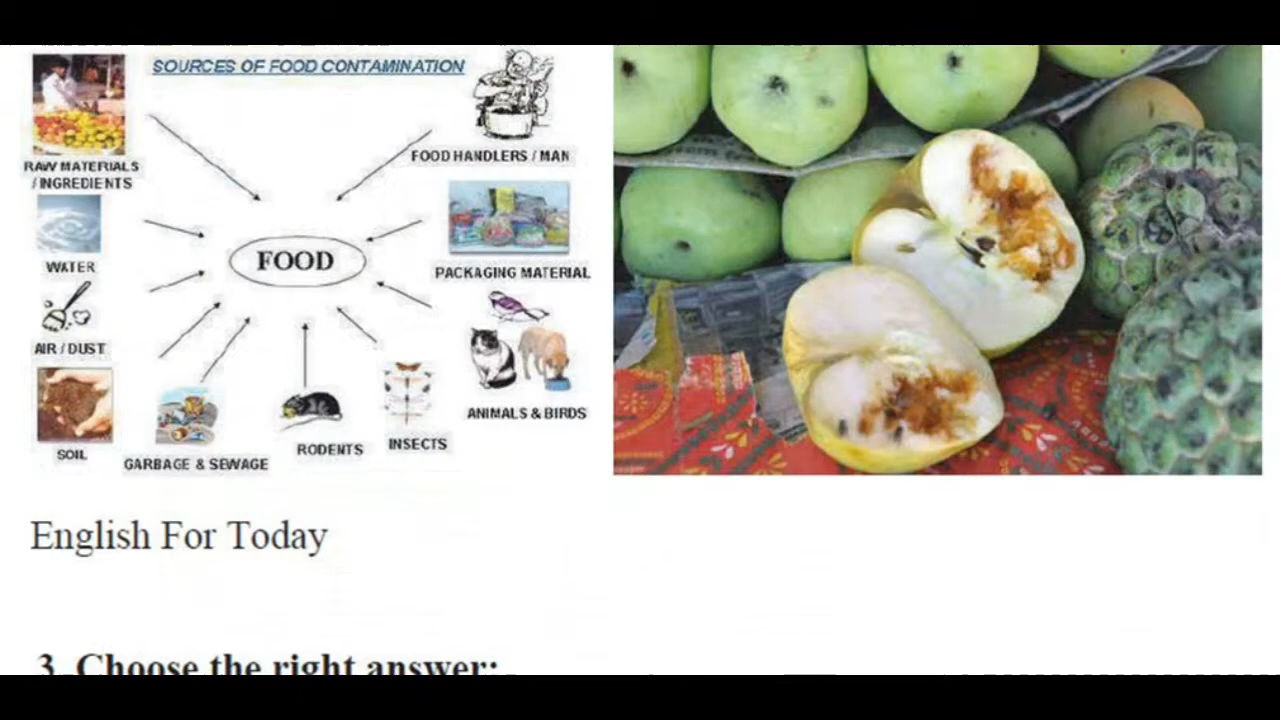 SOURCES OF FOOD CONTAMINATION
RAW MATERIALS
/ INGREDIENTS
FOOD HANDLERS / MAN
WATER
FOOD
PACKAGING MATERIAL
AIR / DUST
ANIMALS & BIRDS
SOIL
GARBAGE & SEWAGE
RODENTS
INSECTS
English For Today
3. Choose the right answer: